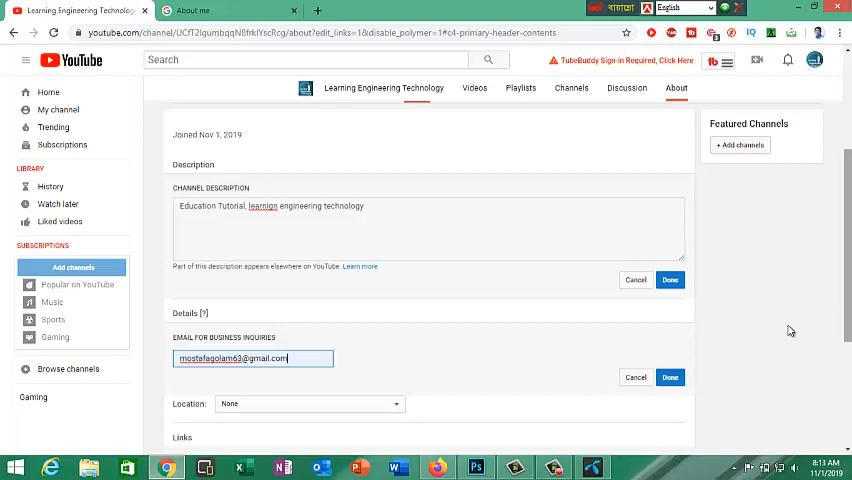 Learning Engineering Technology
About me
বায়ান্নো
English
youtube.com/channel/UCfT2lgumbqqN8frklYscRcg/about?edit_links=1&disable_polymer=1#c4-primary-header-contents
YouTube
Search
TubeBuddy Sign-in Required, Click Here
tb
Home
My channel
Trending
Subscriptions
LIBRARY
History
Watch later
Liked videos
SUBSCRIPTIONS
Add channels
Popular on YouTube
Music
Sports
Gaming
Browse channels
Gaming
Learning Engineering Technology
Videos
Playlists
Channels
Discussion
About
Joined Nov 1, 2019
Description
CHANNEL DESCRIPTION
Education Tutorial, learnign engineering technology
Part of this description appears elsewhere on YouTube. Learn more
Cancel
Done
Details [?]
EMAIL FOR BUSINESS INQUIRIES
mostafagolam63@gmail.com
Cancel
Done
Location: None
Links
Featured Channels
+ Add channels
8:13 AM
11/1/2019